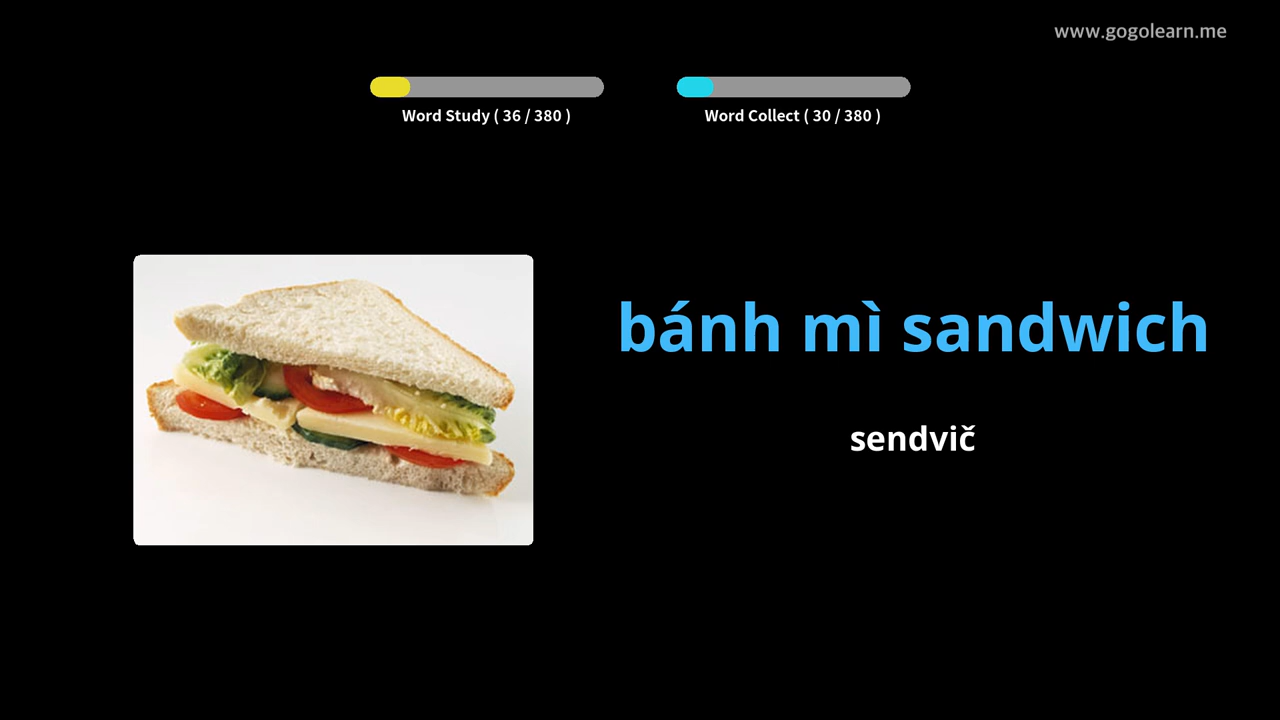 www.gogolearn.me
Word Study ( 36 / 380 )
Word Collect ( 30 / 380 )
bánh mì sandwich
sendvič